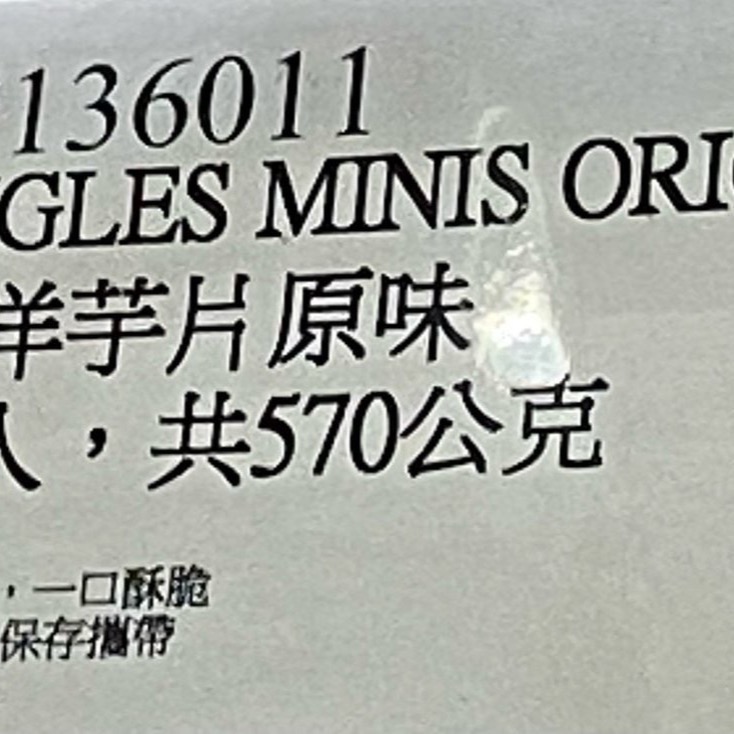 136011
GLES MINIS ORI
洋芋片原味
，共570公克
，一口酥脆
保存攜帶